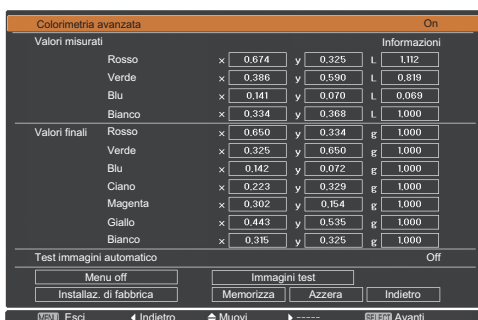 Colorimetria avanzata On
Valori misurati Informazioni
Rosso x 0,674 y 0,325 L 1,112
Verde x 0,386 y 0,590 L 0,819
Blu x 0,141 y 0,070 L 0,069
Bianco x 0,334 y 0,368 L 1,000
Valori finali Rosso x 0,650 y 0,334 g 1,000
Verde x 0,325 y 0,650 g 1,000
Blu x 0,142 y 0,072 g 1,000
Ciano x 0,223 y 0,329 g 1,000
Magenta x 0,302 y 0,154 g 1,000
Giallo x 0,443 y 0,535 g 1,000
Bianco x 0,315 y 0,325 g 1,000
Test immagini automatico Off
Menu off Immagini test
Installaz. di fabbrica Memorizza Azzera Indietro
MENU Esci Indietro Muovi ----- SELECT Avanti